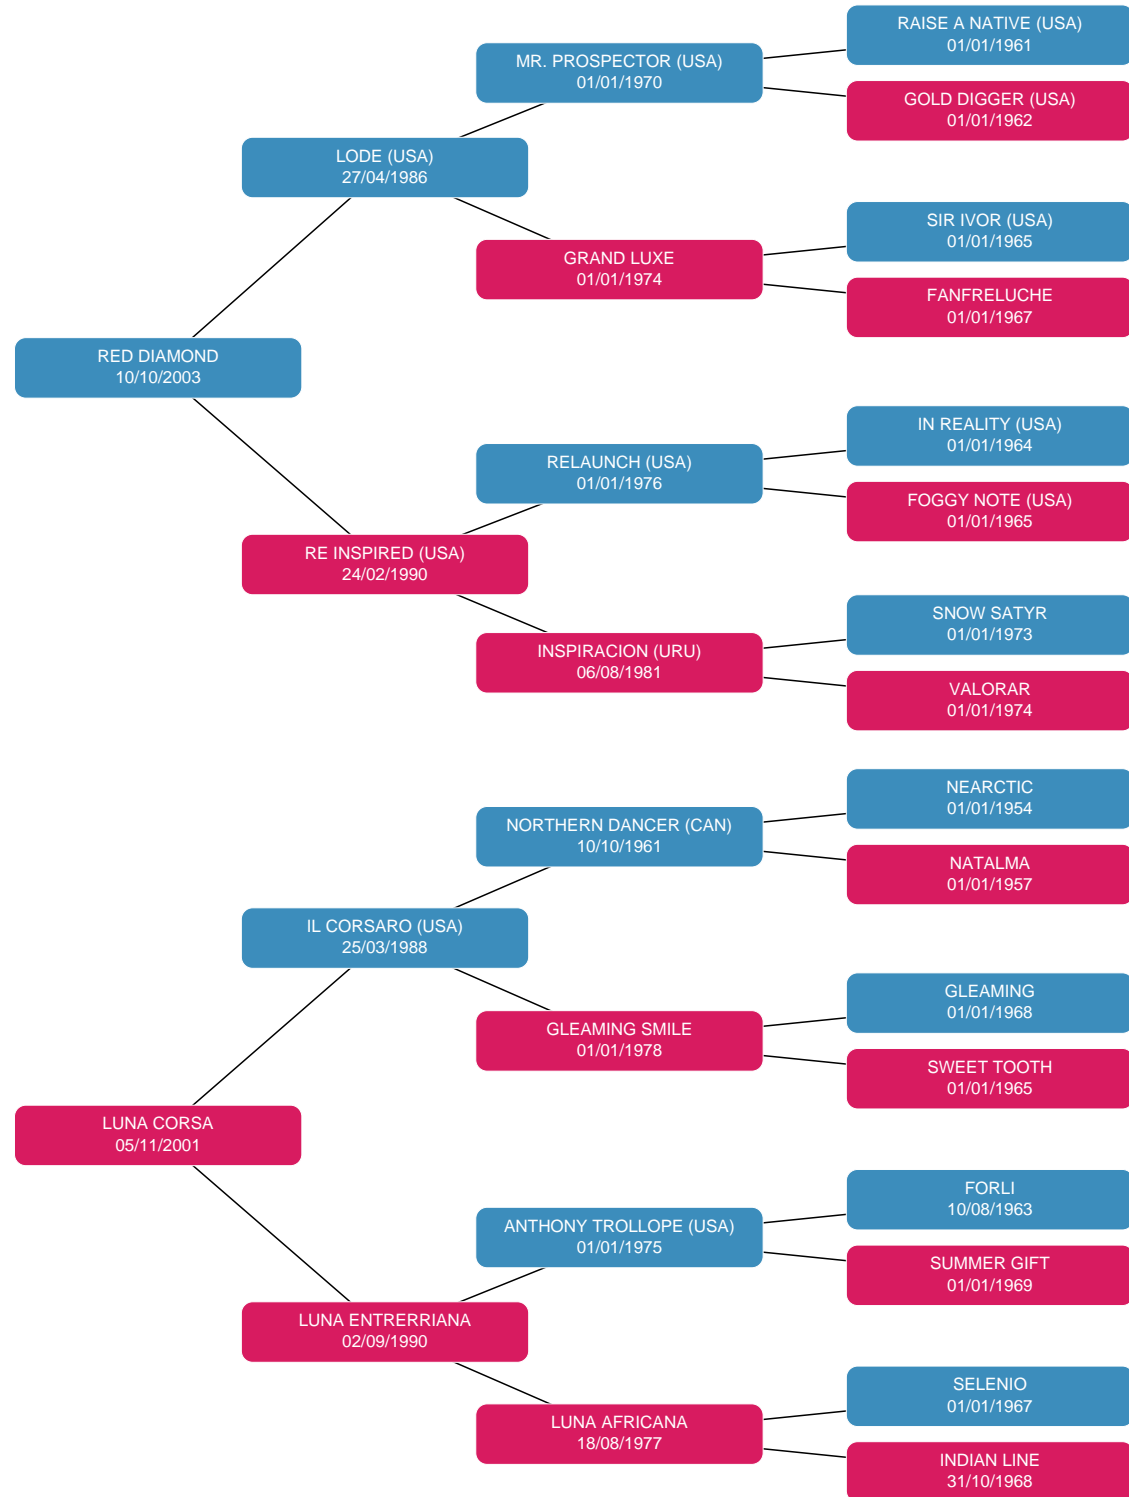 RAISE A NATIVE (USA)
01/01/1961
MR. PROSPECTOR (USA)
01/01/1970
GOLD DIGGER (USA)
01/01/1962
LODE (USA)
27/04/1986
SIR IVOR (USA)
01/01/1965
GRAND LUXE
01/01/1974
FANFRELUCHE
01/01/1967
RED DIAMOND
10/10/2003
IN REALITY (USA)
01/01/1964
RELAUNCH (USA)
01/01/1976
FOGGY NOTE (USA)
01/01/1965
RE INSPIRED (USA)
24/02/1990
SNOW SATYR
01/01/1973
INSPIRACION (URU)
06/08/1981
VALORAR
01/01/1974
NEARCTIC
01/01/1954
NORTHERN DANCER (CAN)
10/10/1961
NATALMA
01/01/1957
IL CORSARO (USA)
25/03/1988
GLEAMING
01/01/1968
GLEAMING SMILE
01/01/1978
SWEET TOOTH
01/01/1965
LUNA CORSA
05/11/2001
FORLI
10/08/1963
ANTHONY TROLLOPE (USA)
01/01/1975
SUMMER GIFT
01/01/1969
LUNA ENTRERRIANA
02/09/1990
SELENIO
01/01/1967
LUNA AFRICANA
18/08/1977
INDIAN LINE
31/10/1968